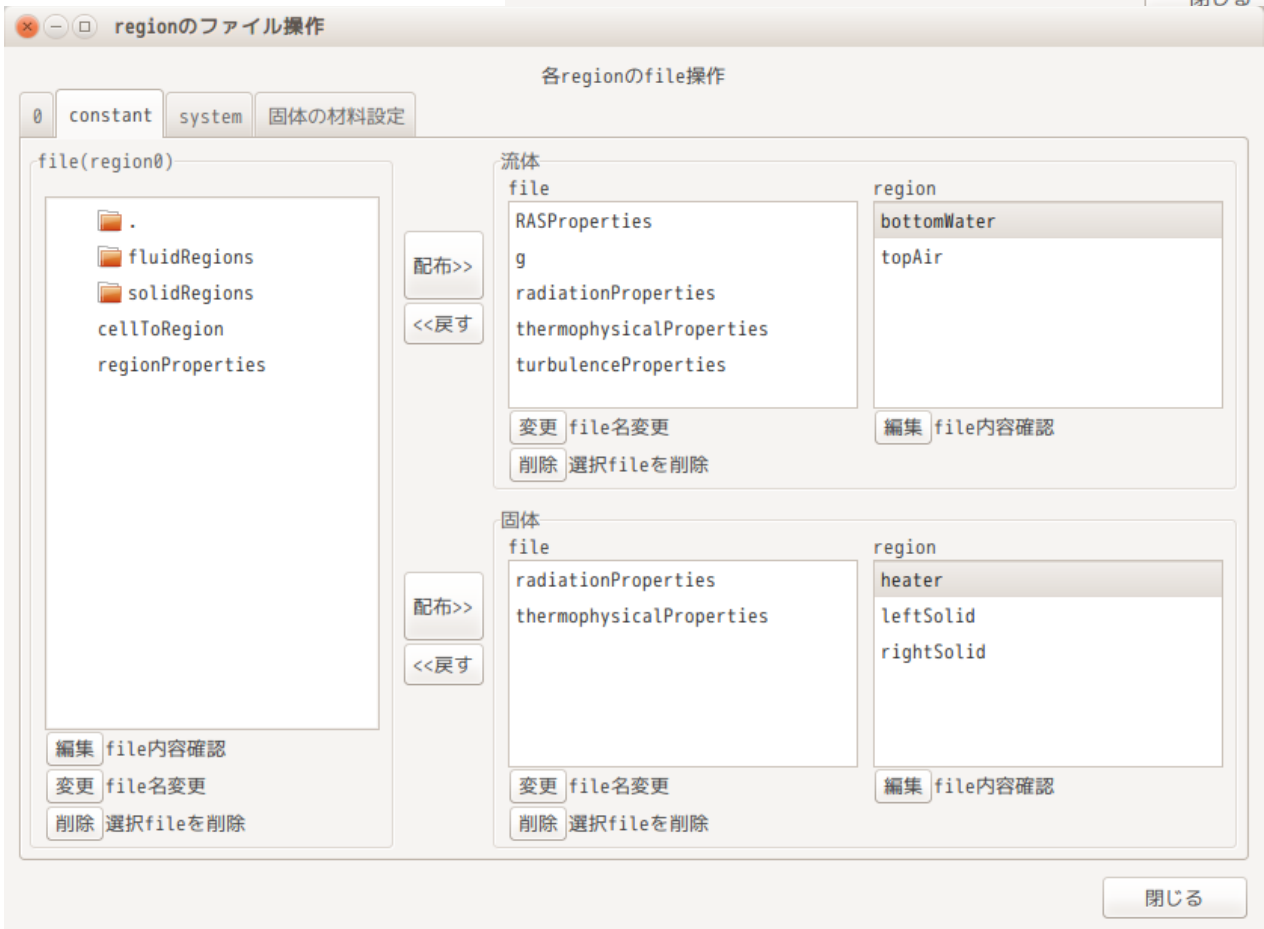 閉じる
regionのファイル操作
各regionのfile操作
0 constant system 固体の材料設定
file(region0)
.
fluidRegions
solidRegions
cellToRegion
regionProperties
編集 file内容確認
変更 file名変更
削除 選択fileを削除
配布>>
<<戻す
配布>>
<<戻す
流体
file
RASProperties
g
radiationProperties
thermophysicalProperties
turbulenceProperties
変更 file名変更
削除 選択fileを削除
region
bottomWater
topAir
編集 file内容確認
固体
file
radiationProperties
thermophysicalProperties
変更 file名変更
削除 選択fileを削除
region
heater
leftSolid
rightSolid
編集 file内容確認
閉じる